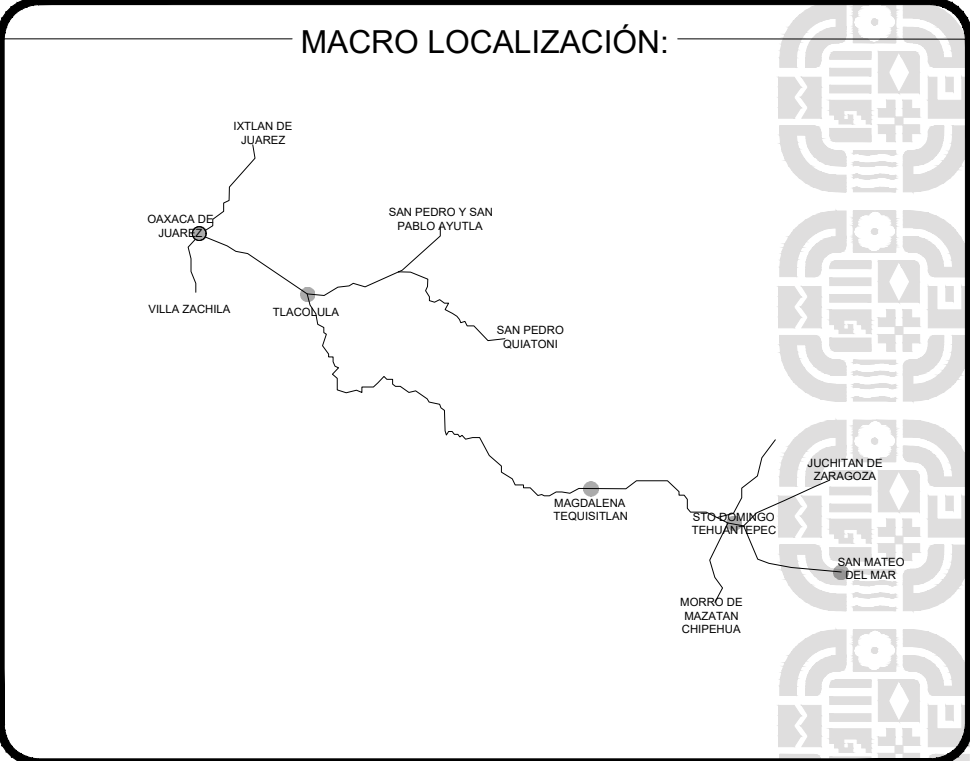 MACRO LOCALIZACIÓN:
IXTLAN DE
JUAREZ
OAXACA DE
JUAREZ
SAN PEDRO Y SAN
PABLO AYUTLA
VILLA ZACHILA
TLACOLULA
SAN PEDRO
QUIATONI
JUCHITAN DE
ZARAGOZA
MAGDALENA
TEQUISITLAN
STO DOMINGO
TEHUANTEPEC
SAN MATEO
DEL MAR
MORRO DE
MAZATAN
CHIPEHUA